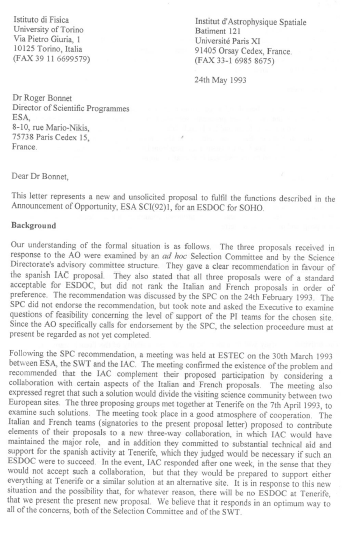 Istituto di Fisica
University of Torino
Via Pietro Giuria, 1
10125 Torino, Italia
(FAX 39 11 6699579)
Institut d'Astrophysique Spatiale
Batiment 121
Université Paris XI
91405 Orsay Cedex, France.
(FAX 33-1 6985 8675)
24th May 1993
Dr Roger Bonnet
Director of Scientific Programmes
ESA,
8-10, rue Mario-Nikis,
75738 Paris Cedex 15,
France.
Dear Dr Bonnet,
This letter represents a new and unsolicited proposal to fulfil the functions described in the
Announcement of Opportunity, ESA SCI(92)1, for an ESDOC for SOHO.
Background
Our understanding of the formal situation is as follows. The three proposals received in
response to the AO were examined by an ad hoc Selection Committee and by the Science
Directorate's advisory committee structure. They gave a clear recommendation in favour of
the spanish IAC proposal. They also stated that all three proposals were of a standard
acceptable for ESDOC, but did not rank the Italian and French proposals in order of
preference. The recommendation was discussed by the SPC on the 24th February 1993. The
SPC did not endorse the recommendation, but took note and asked the Executive to examine
questions of feasibility concerning the level of support of the PI teams for the chosen site.
Since the AO specifically calls for endorsement by the SPC, the selection proceedure must at
present be regarded as not yet completed.
Following the SPC recommendation, a meeting was held at ESTEC on the 30th March 1993
between ESA, the SWT and the IAC. The meeting confirmed the existence of the problem and
recommended that the IAC complement their proposed participation by considering a
collaboration with certain aspects of the Italian and French proposals. The meeting also
expressed regret that such a solution would divide the visiting science community between two
European sites. The three proposing groups met together at Tenerife on the 7th April 1993, to
examine such solutions. The meeting took place in a good atmosphere of cooperation. The
Italian and French teams (signatories to the present proposal letter) proposed to contribute
elements of their proposals to a new three-way collaboration, in which IAC would have
maintained the major role, and in addition they committed to substantial technical aid and
support for the spanish activity at Tenerife, which they judged would be necessary if such an
ESDOC were to succeed. In the event, IAC responded after one week, in the sense that they
would not accept such a collaboration, but that they would be prepared to support either
everything at Tenerife or a similar solution at an alternative site. It is in response to this new
situation and the possibility that, for whatever reason, there will be no ESDOC at Tenerife,
that we present the present new proposal. We believe that it responds in an optimum way to
all of the concerns, both of the Selection Committee and of the SWT.